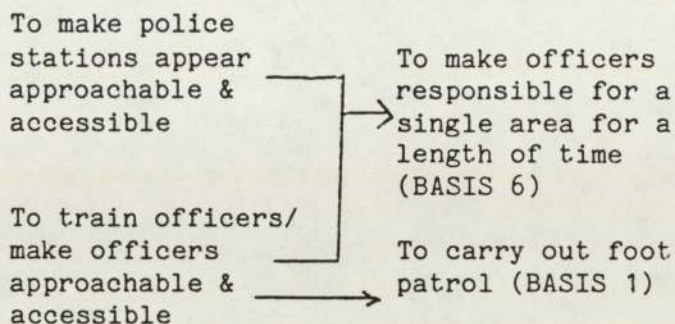 To make police
stations appear
approachable &
accessible
To make officers
responsible for a
single area for a
length of time
(BASIS 6)
To train officers/
make officers
approachable &
accessible
To carry out foot
patrol (BASIS 1)